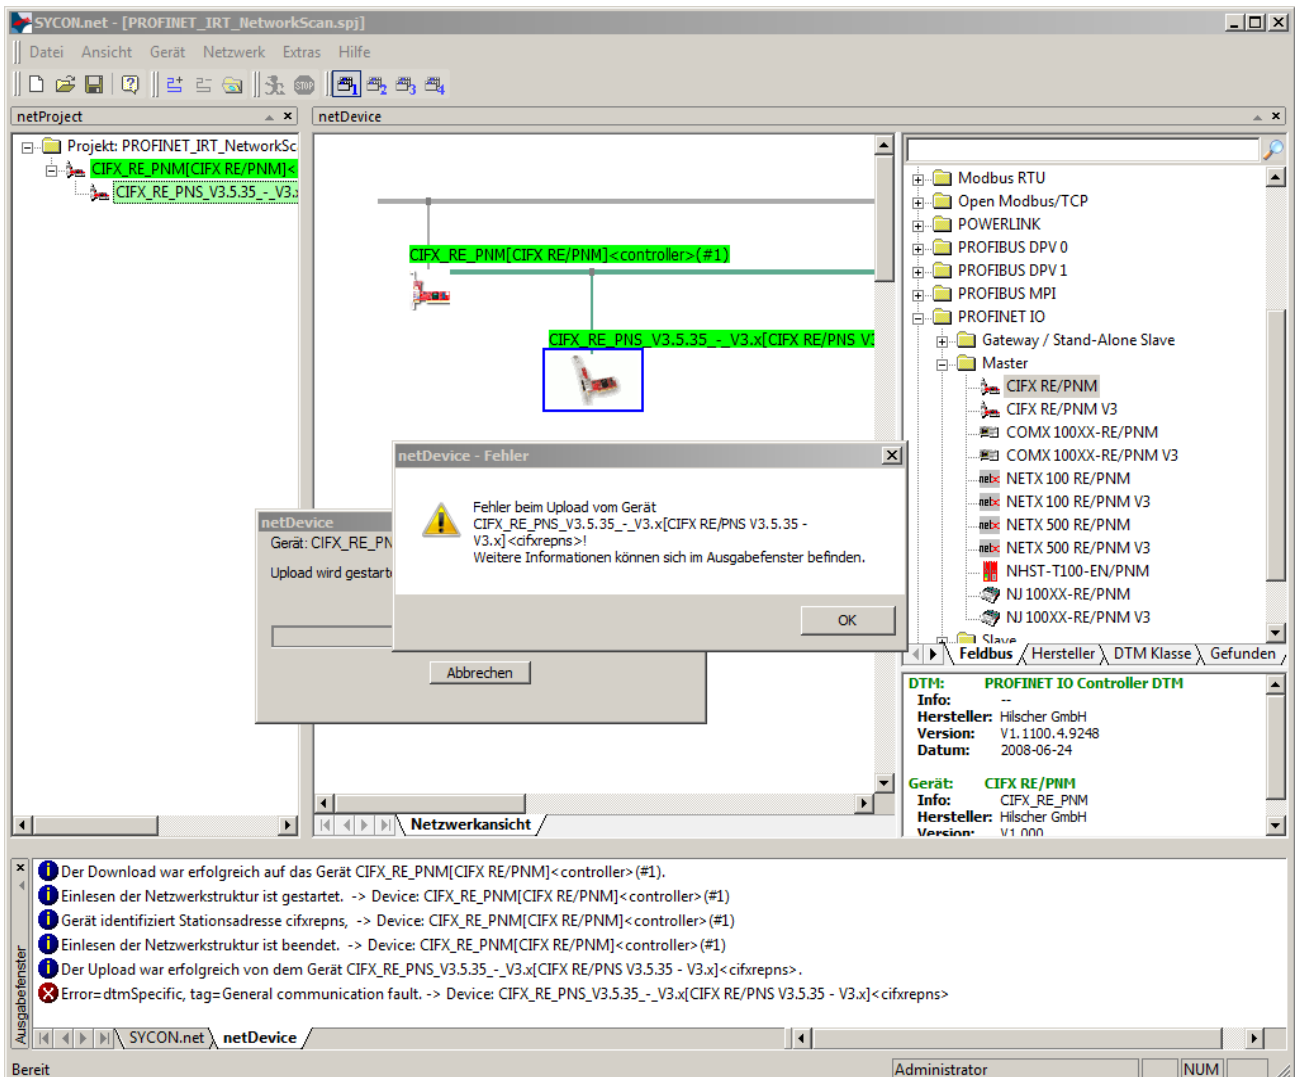 SYCON.net - [PROFINET_IRT_NetworkScan.spj]
Datei Ansicht Gerät Netzwerk Extras Hilfe
STOP 1 2 3 4
netProject
netDevice
Projekt: PROFINET_IRT_NetworkSc
CIFX_RE_PNM[CIFX RE/PNM]<
CIFX_RE_PNS_V3.5.35_-_V3.x
CIFX_RE_PNM[CIFX RE/PNM]<controller>(#1)
CIFX_RE_PNS_V3.5.35_-_V3.x[CIFX RE/PNS V3
Modbus RTU
Open Modbus/TCP
POWERLINK
PROFIBUS DPV0
PROFIBUS DPV1
PROFIBUS MPI
PROFINET IO
Gateway / Stand-Alone Slave
Master
CIFX RE/PNM
CIFX RE/PNM V3
COMX 100XX-RE/PNM
COMX 100XX-RE/PNM V3
netx NETX 100 RE/PNM
netx NETX 100 RE/PNM V3
netx NETX 500 RE/PNM
netx NETX 500 RE/PNM V3
NHST-T100-EN/PNM
NJ 100XX-RE/PNM
NJ 100XX-RE/PNM V3
Slave
Feldbus Hersteller DTM Klasse Gefunden
netDevice
Gerät: CIFX_RE_PN
Upload wird gestart
Abbrechen
netDevice - Fehler
Fehler beim Upload vom Gerät
CIFX_RE_PNS_V3.5.35_-_V3.x[CIFX RE/PNS V3.5.35 -
V3.x]<cifxrepns>!
Weitere Informationen können sich im Ausgabefenster befinden.
OK
DTM: PROFINET IO Controller DTM
Info: --
Hersteller: Hilscher GmbH
Version: V1.1100.4.9248
Datum: 2008-06-24
Gerät: CIFX RE/PNM
Info: CIFX_RE_PNM
Hersteller: Hilscher GmbH
Version: V1.000
Netzwerkansicht
Der Download war erfolgreich auf das Gerät CIFX_RE_PNM[CIFX RE/PNM]<controller>(#1).
Einlesen der Netzwerkstruktur ist gestartet. -> Device: CIFX_RE_PNM[CIFX RE/PNM]<controller>(#1)
Gerät identifiziert Stationsadresse cifxrepns, -> Device: CIFX_RE_PNM[CIFX RE/PNM]<controller>(#1)
Einlesen der Netzwerkstruktur ist beendet. -> Device: CIFX_RE_PNM[CIFX RE/PNM]<controller>(#1)
Der Upload war erfolgreich von dem Gerät CIFX_RE_PNS_V3.5.35_-_V3.x[CIFX RE/PNS V3.5.35 - V3.x]<cifxrepns>.
Error=dtmSpecific, tag=General communication fault. -> Device: CIFX_RE_PNS_V3.5.35_-_V3.x[CIFX RE/PNS V3.5.35 - V3.x]<cifxrepns>
Ausgabefenster
SYCON.net netDevice
Bereit
Administrator
NUM